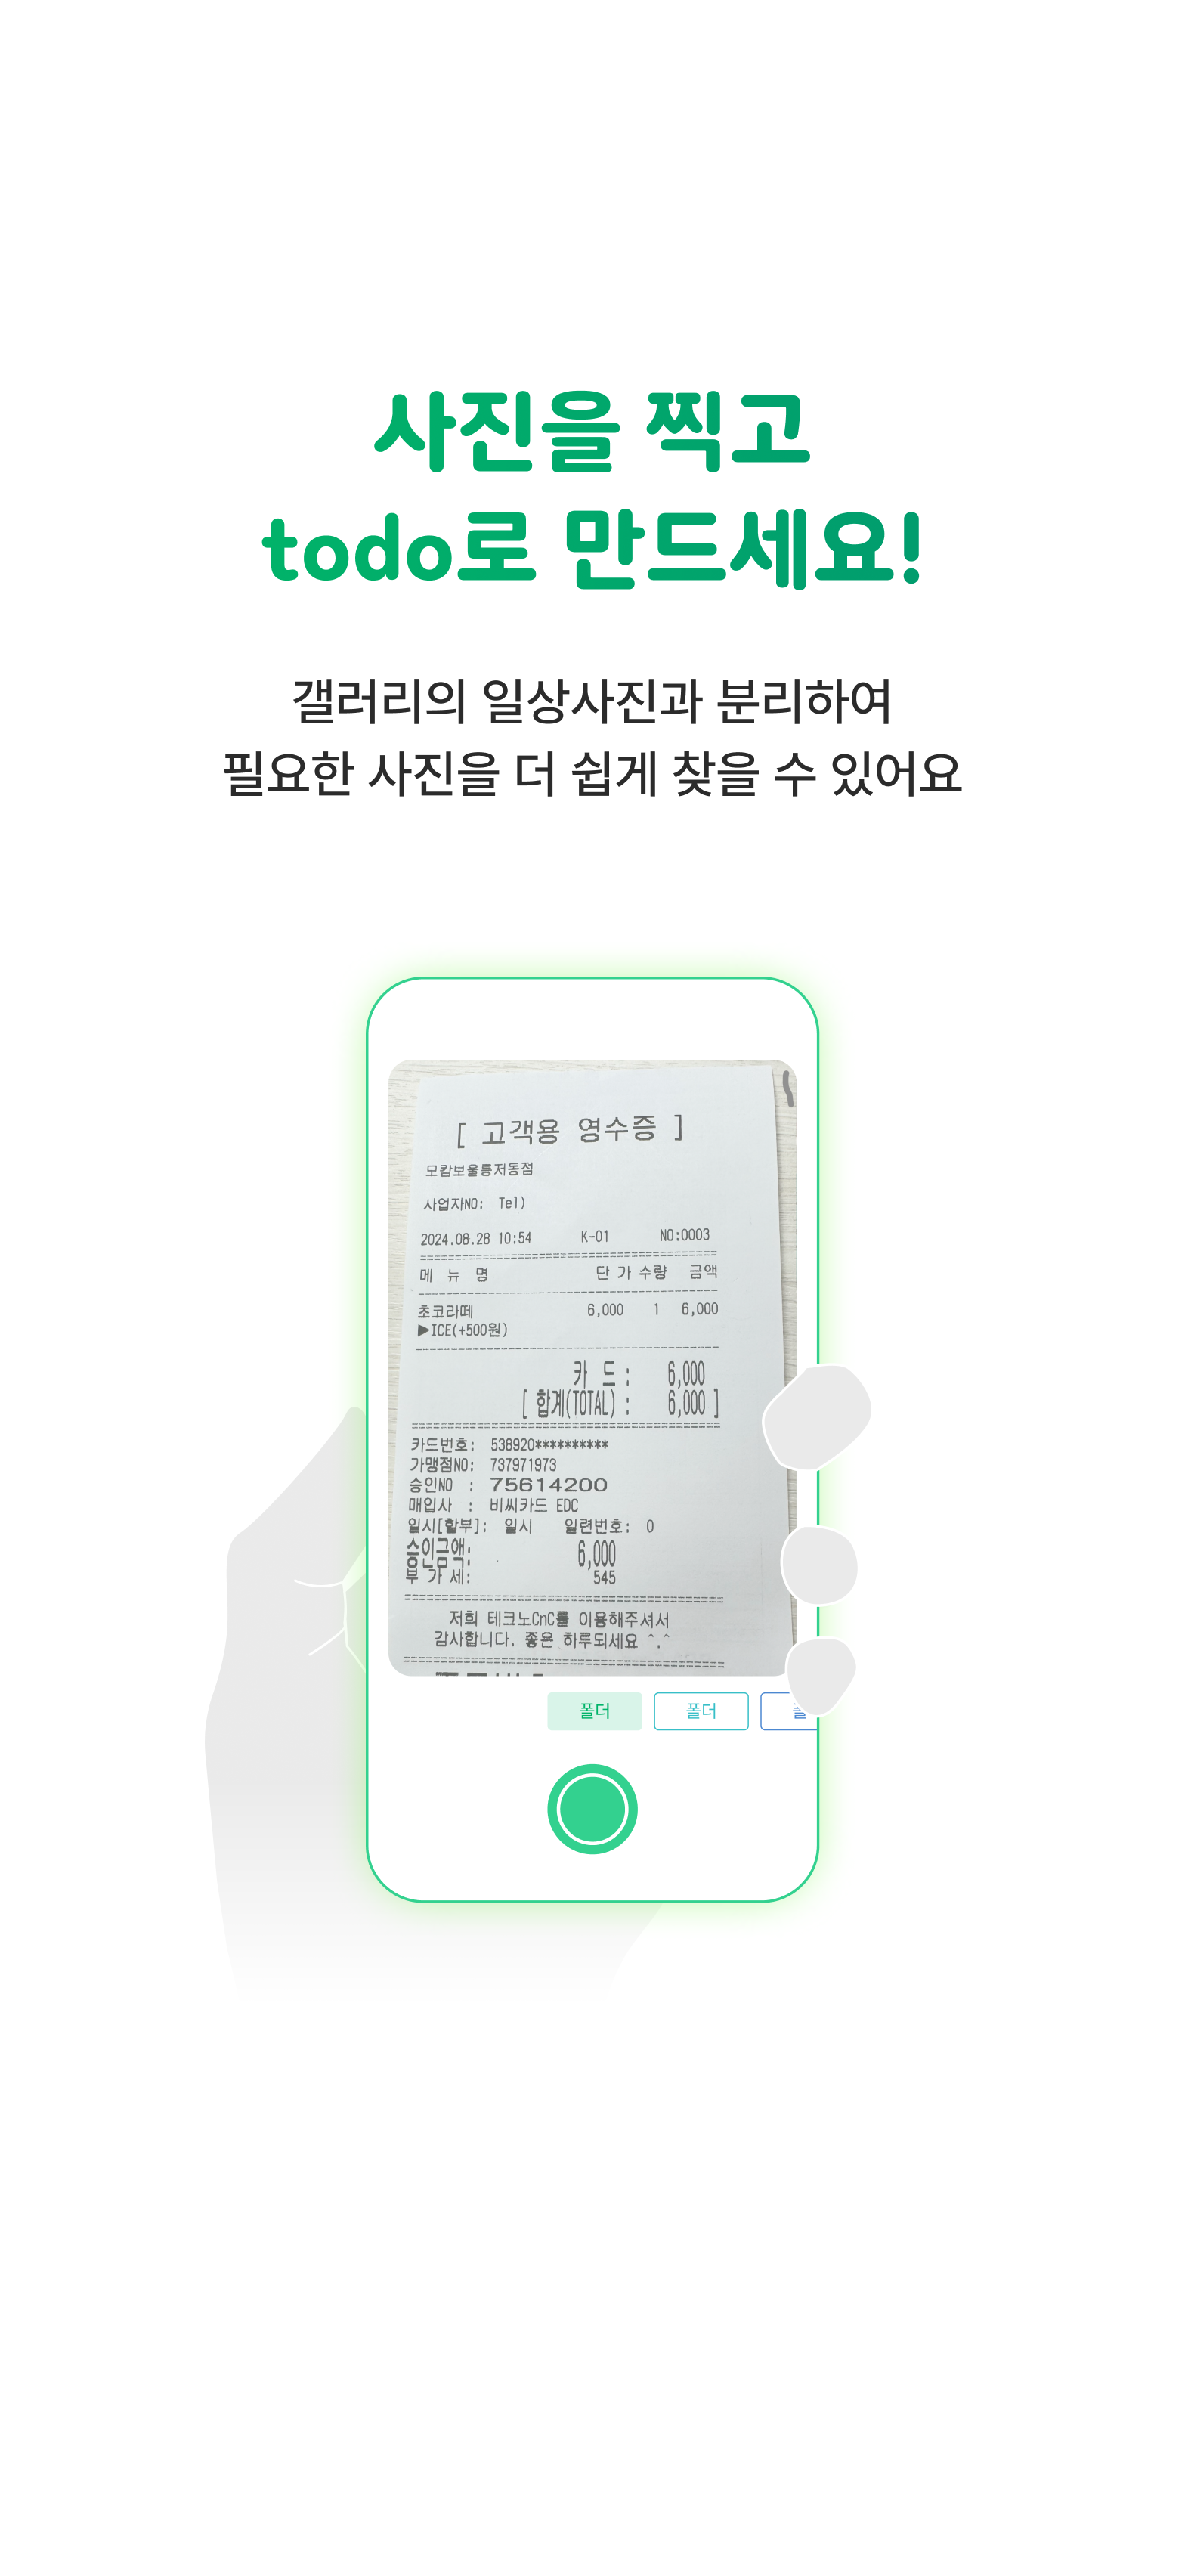 사진을 찍고
todo로 만드세요!
갤러리의 일상사진과 분리하여
필요한 사진을 더 쉽게 찾을 수 있어요
[ 고객용 영수증 ]
모캄보울릉저동점
사업자NO: Tel)
2024.08.28 10:54 K-01 NO:0003
메 뉴 명 단 가 수량 금액
초코라떼 6,000 1 6,000
▶ICE(+500원)
카 드 : 6,000
[ 합계(TOTAL) : 6,000 ]
카드번호: 538920**********
가맹점NO: 737971973
승인NO : 75614200
매입사 : 비씨카드 EDC
일시[할부]: 일시 일련번호: 0
승인금액: 6,000
부 가 세: 545
저희 테크노CnC를 이용해주셔서
감사합니다. 좋은 하루되세요 ^.^
폴더 폴더